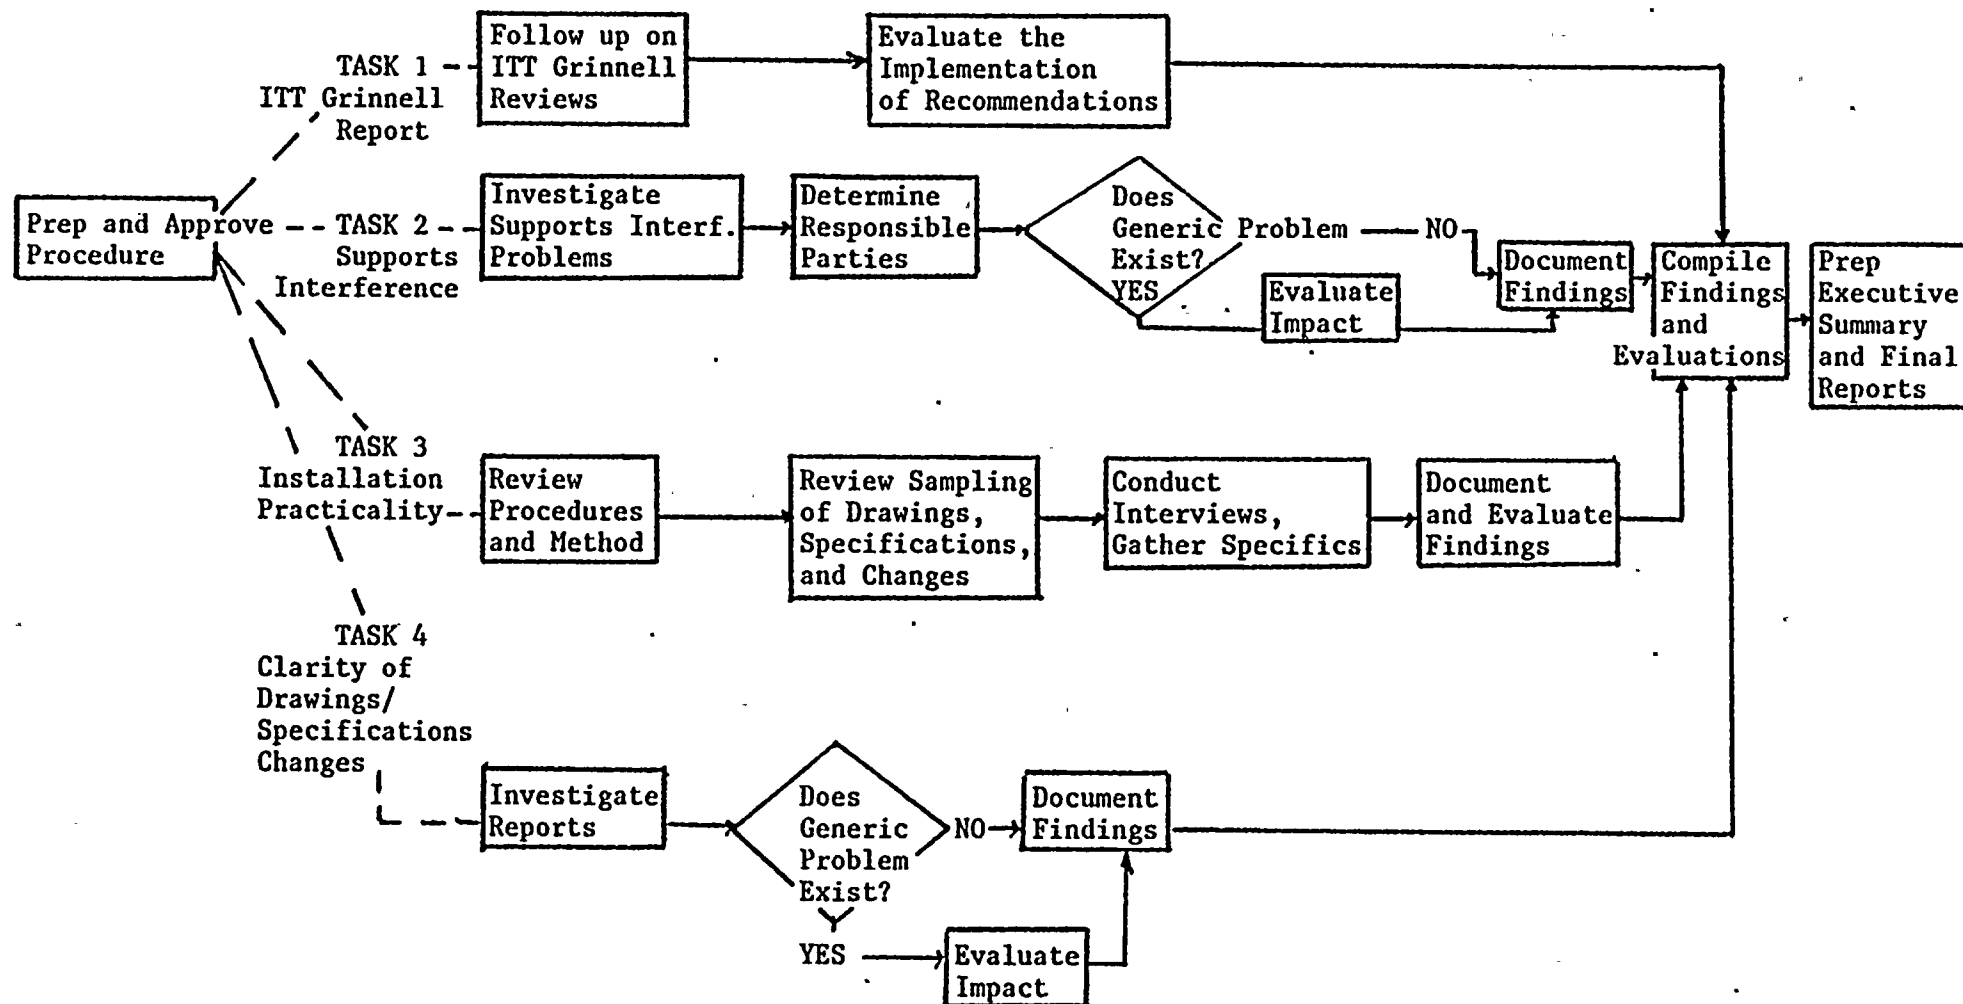 Prep and Approve
Procedure
TASK 1
ITT Grinnell
Report
Follow up on
ITT Grinnell
Reviews
Evaluate the
Implementation
of Recommendations
TASK 2
Supports
Interference
Investigate
Supports Interf.
Problems
Determine
Responsible
Parties
Does
Generic Problem
Exist?
YES
NO
Evaluate
Impact
Document
Findings
Compile
Findings
and
Evaluations
Prep
Executive
Summary
and Final
Reports
TASK 3
Installation
Practicality
Review
Procedures
and Method
Review Sampling
of Drawings,
Specifications,
and Changes
Conduct
Interviews,
Gather Specifics
Document
and Evaluate
Findings
TASK 4
Clarity of
Drawings/
Specifications
Changes
Investigate
Reports
Does
Generic
Problem
Exist?
NO
YES
Document
Findings
Evaluate
Impact